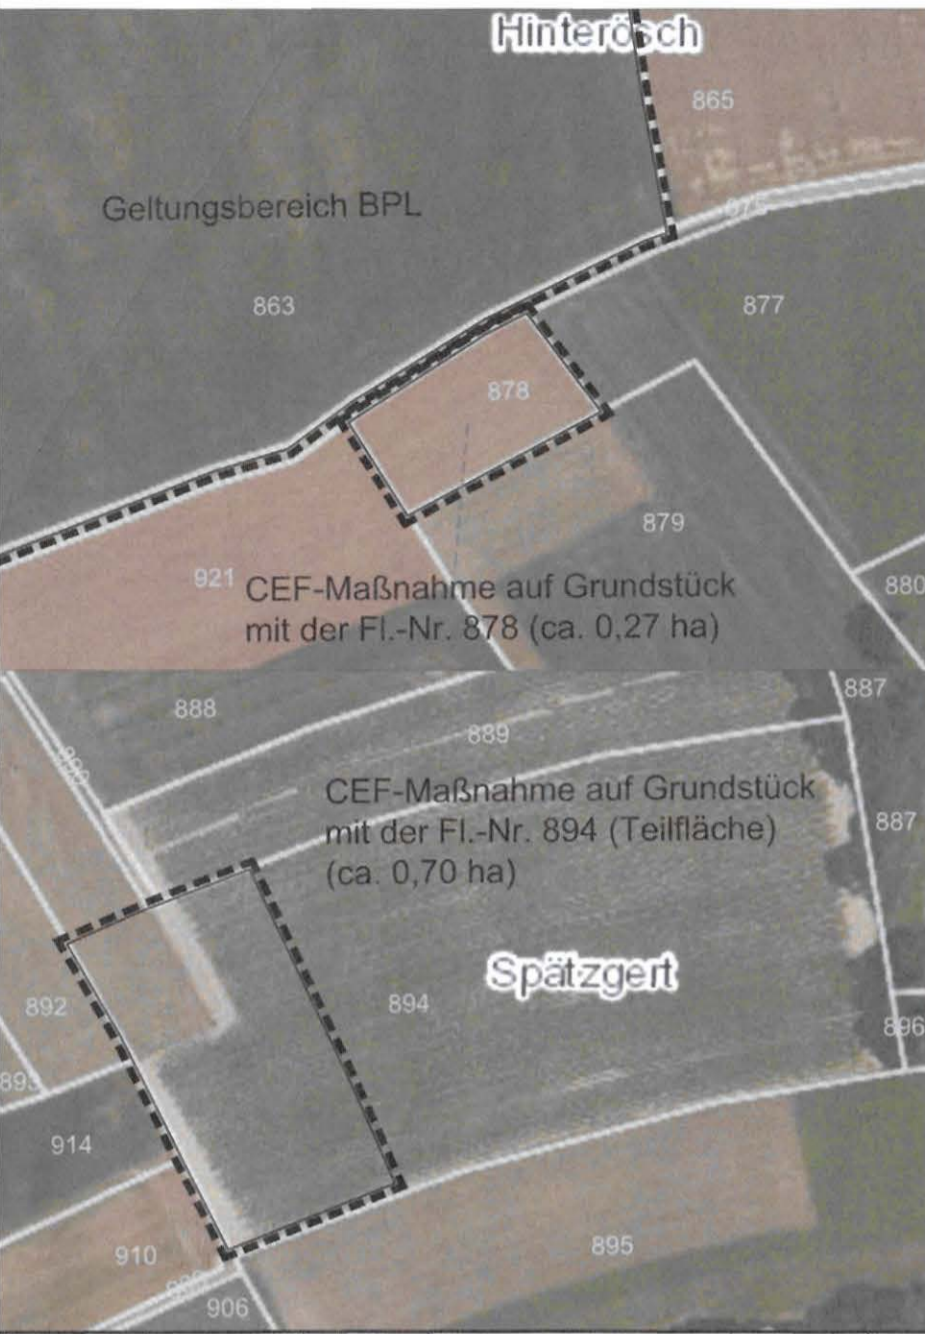 Hinterösch
865
Geltungsbereich BPL
875
863
877
878
879
921
CEF-Maßnahme auf Grundstück
mit der Fl.-Nr. 878 (ca. 0,27 ha)
880
887
888
889
890
CEF-Maßnahme auf Grundstück
mit der Fl.-Nr. 894 (Teilfläche)
(ca. 0,70 ha)
887
Spätzgert
892
894
896
893
914
910
895
906